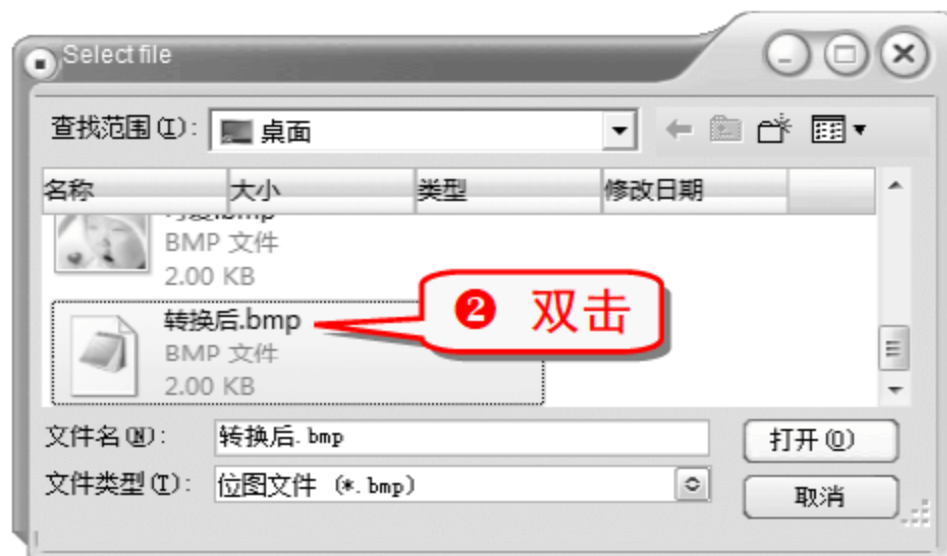 Select file
查找范围(I): 桌面
名称 大小 类型 修改日期
可爱.bmp
BMP 文件
2.00 KB
转换后.bmp
❷ 双击
BMP 文件
2.00 KB
文件名(N): 转换后.bmp 打开(O)
文件类型(T): 位图文件 (*.bmp) 取消